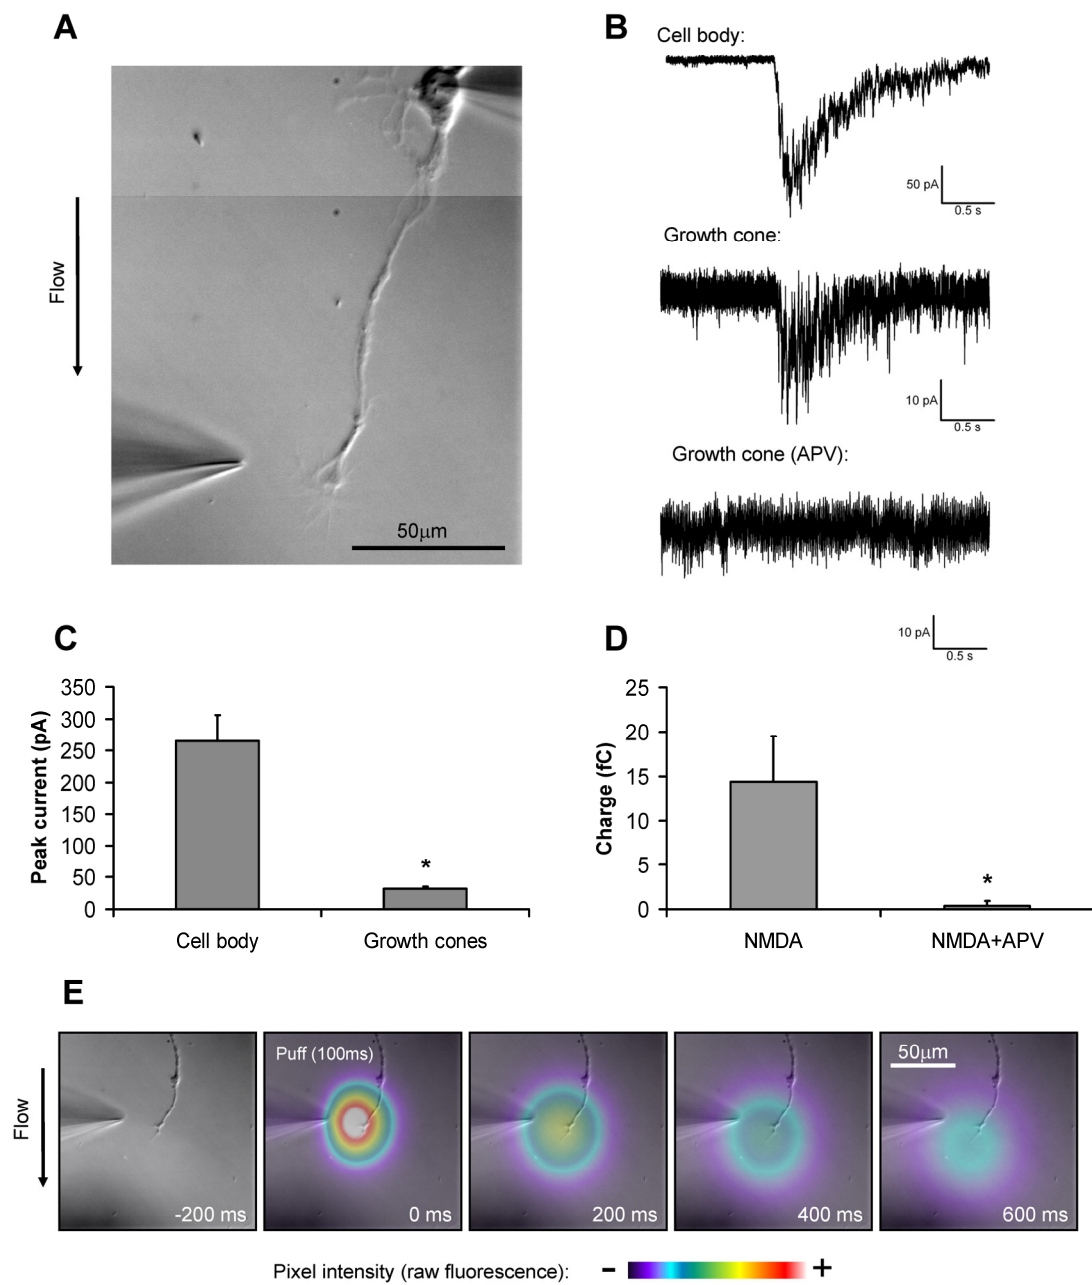 A
Flow
50μm
B
Cell body:
50 pA
0.5 s
Growth cone:
10 pA
0.5 s
Growth cone (APV):
10 pA
0.5 s
C
Peak current (pA)
350
300
250
200
150
100
50
0
*
Cell body
Growth cones
D
Charge (fC)
25
20
15
10
5
0
*
NMDA
NMDA+APV
E
Flow
-200 ms
Puff (100ms)
0 ms
200 ms
400 ms
50μm
600 ms
Pixel intensity (raw fluorescence): - +